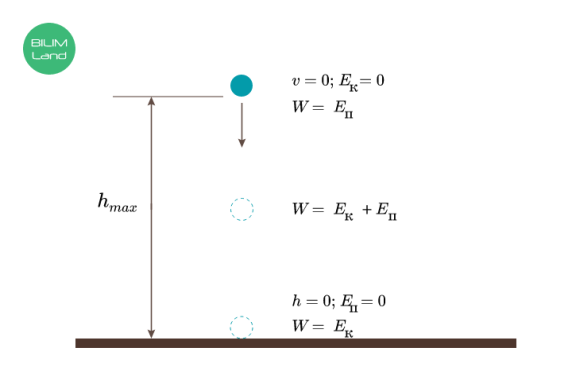 BILIM
Land
v = 0; Eк = 0
W = Eп
hmax
W = Eк + Eп
h = 0; Eп = 0
W = Eк